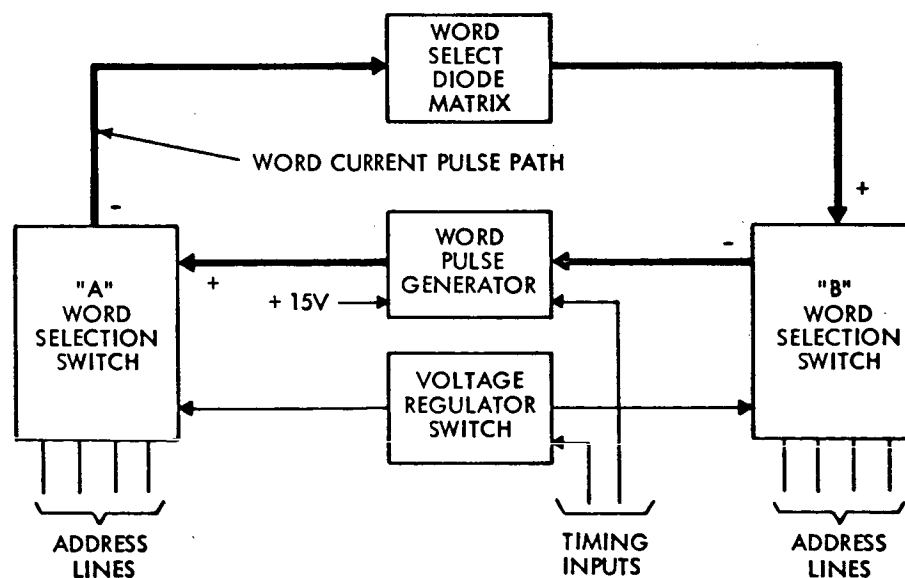 WORD
SELECT
DIODE
MATRIX
WORD CURRENT PULSE PATH
-
+
"A"
WORD
SELECTION
SWITCH
+
WORD
PULSE
GENERATOR
-
+ 15V
"B"
WORD
SELECTION
SWITCH
VOLTAGE
REGULATOR
SWITCH
ADDRESS
LINES
TIMING
INPUTS
ADDRESS
LINES